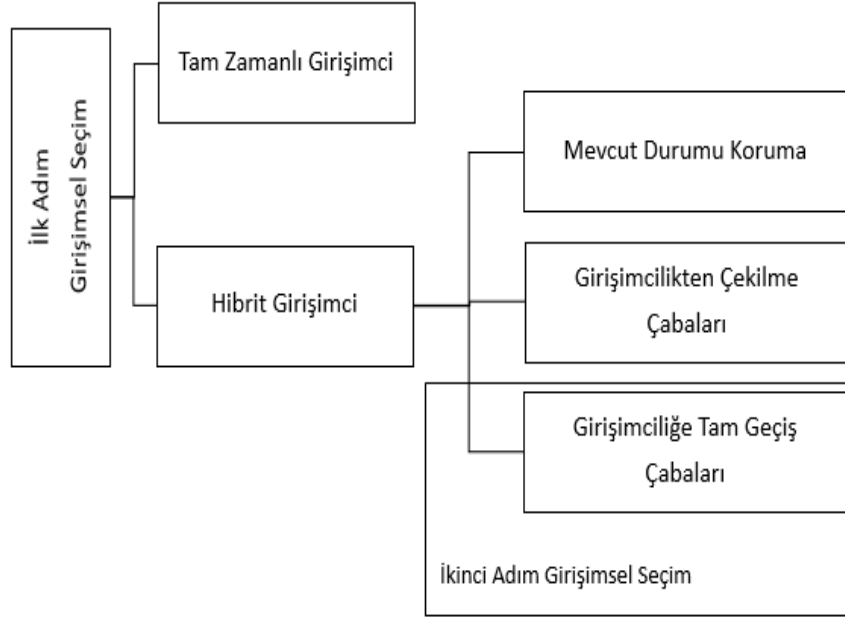 İlk Adım
Girişimsel Seçim
Tam Zamanlı Girişimci
Hibrit Girişimci
Mevcut Durumu Koruma
Girişimcilikten Çekilme
Çabaları
Girişimciliğe Tam Geçiş
Çabaları
İkinci Adım Girişimsel Seçim